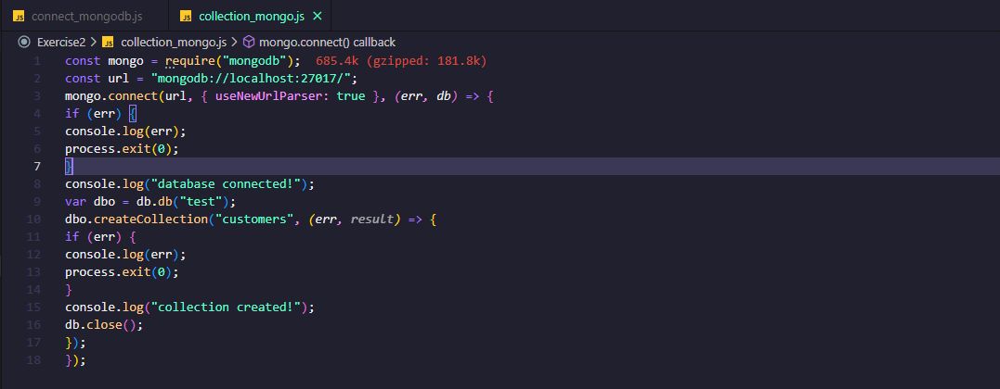 JS connect_mongodb.js JS collection_mongo.js ×
Exercise2 > JS collection_mongo.js > mongo.connect() callback
1 const mongo = require("mongodb"); 685.4k (gzipped: 181.8k)
2 const url = "mongodb://localhost:27017/";
3 mongo.connect(url, { useNewUrlParser: true }, (err, db) => {
4 if (err) {
5 console.log(err);
6 process.exit(0);
7 }
8 console.log("database connected!");
9 var dbo = db.db("test");
10 dbo.createCollection("customers", (err, result) => {
11 if (err) {
12 console.log(err);
13 process.exit(0);
14 }
15 console.log("collection created!");
16 db.close();
17 });
18 });